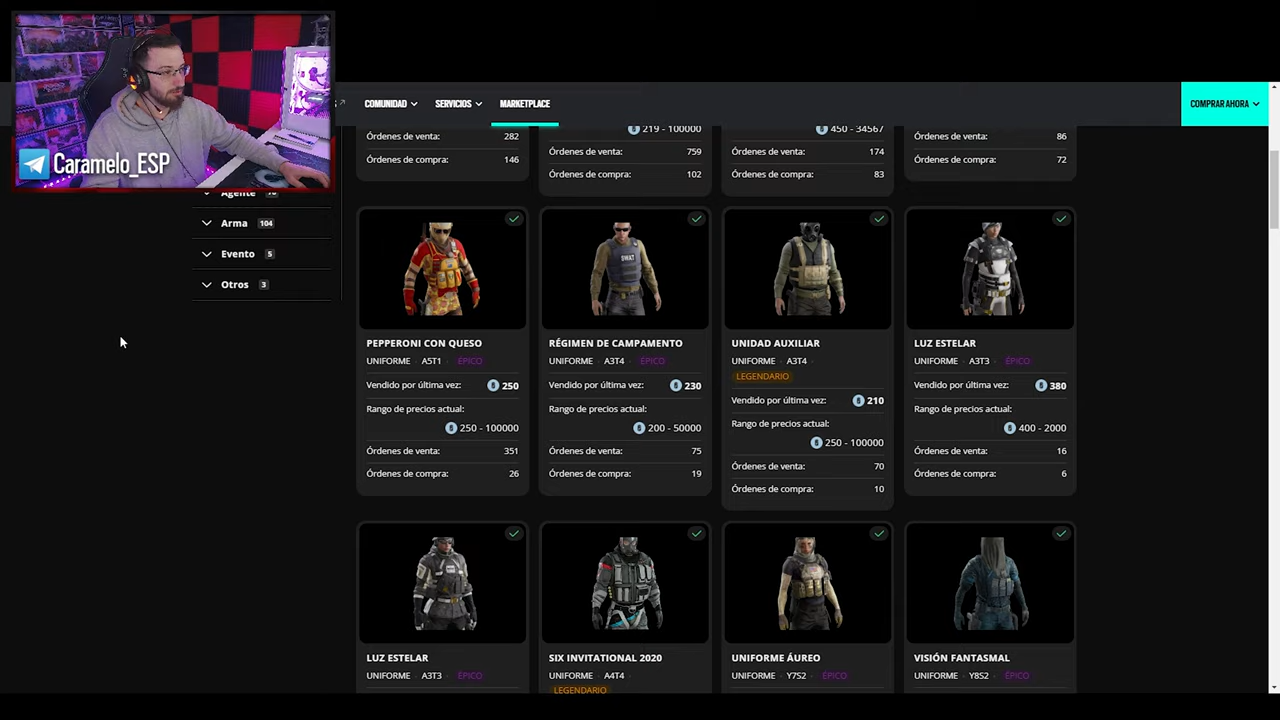 Caramelo_ESP
COMUNIDAD
SERVICIOS
MARKETPLACE
COMPRAR AHORA
Órdenes de venta: 282
Órdenes de compra: 146
219 - 100000
Órdenes de venta: 759
Órdenes de compra: 102
450 - 34567
Órdenes de venta: 174
Órdenes de compra: 83
Órdenes de venta: 86
Órdenes de compra: 72
Agente
Arma 104
Evento 5
Otros 3
PEPPERONI CON QUESO
UNIFORME · A5T1 · ÉPICO
Vendido por última vez: 250
Rango de precios actual:
250 - 100000
Órdenes de venta: 351
Órdenes de compra: 26
SWAT
RÉGIMEN DE CAMPAMENTO
UNIFORME · A3T4 · ÉPICO
Vendido por última vez: 230
Rango de precios actual:
200 - 50000
Órdenes de venta: 75
Órdenes de compra: 19
UNIDAD AUXILIAR
UNIFORME · A3T4 ·
LEGENDARIO
Vendido por última vez: 210
Rango de precios actual:
250 - 100000
Órdenes de venta: 70
Órdenes de compra: 10
LUZ ESTELAR
UNIFORME · A3T3 · ÉPICO
Vendido por última vez: 380
Rango de precios actual:
400 - 2000
Órdenes de venta: 16
Órdenes de compra: 6
LUZ ESTELAR
UNIFORME · A3T3 · ÉPICO
SIX INVITATIONAL 2020
UNIFORME · A4T4 ·
LEGENDARIO
UNIFORME ÁUREO
UNIFORME · Y7S2 · ÉPICO
VISIÓN FANTASMAL
UNIFORME · Y8S2 · ÉPICO